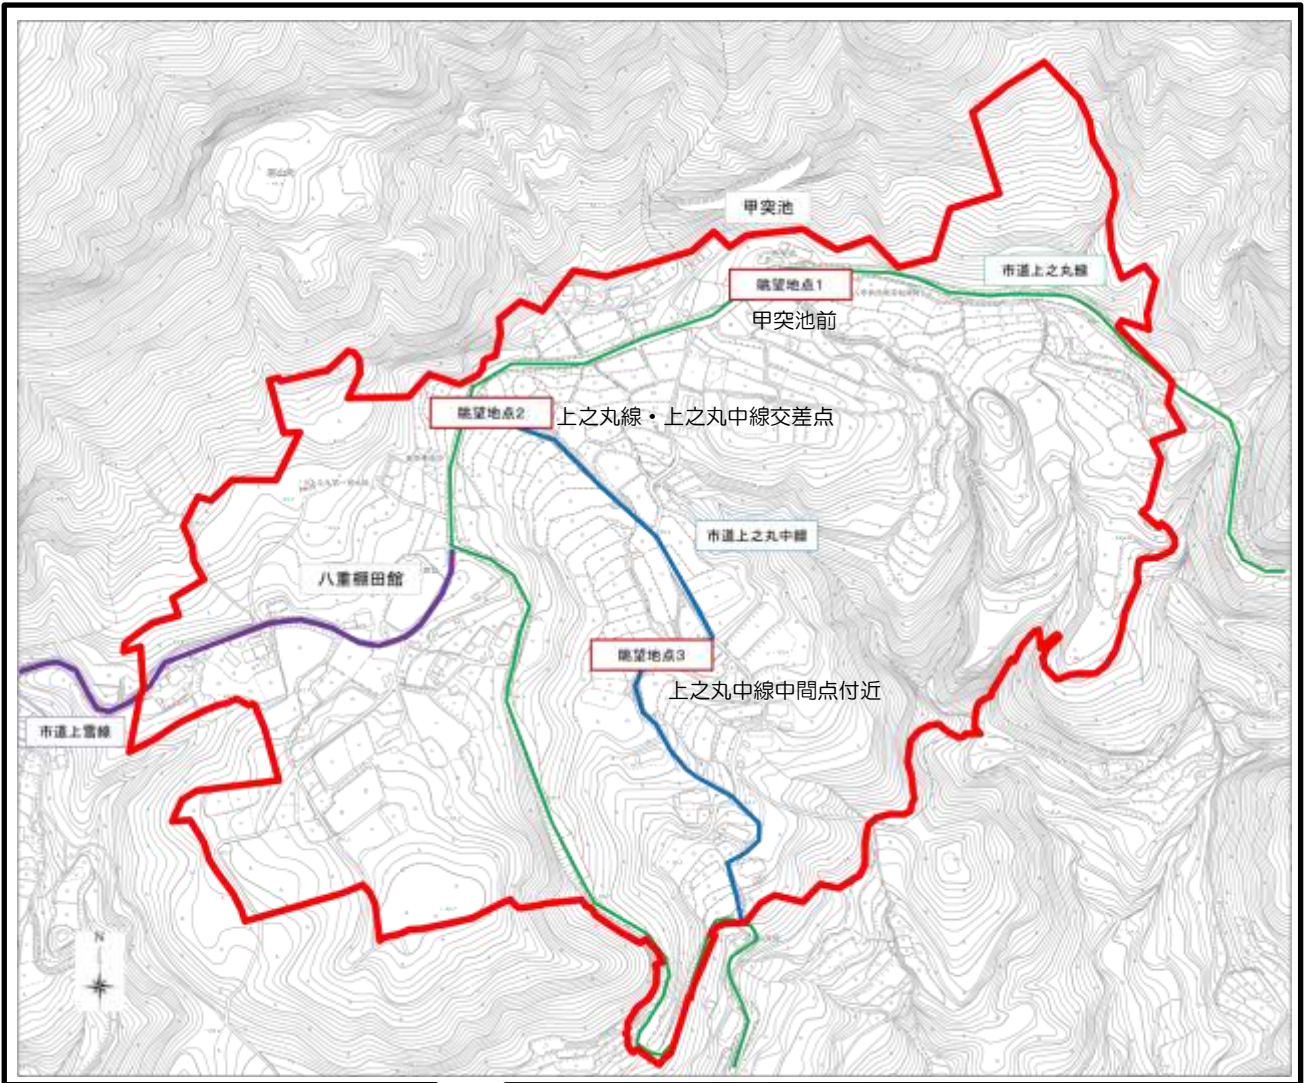 甲突池
市道上之丸線
眺望地点1
甲突池前
眺望地点2
上之丸線・上之丸中線交差点
市道上之丸中線
八重棚田館
眺望地点3
上之丸中線中間点付近
市道上雪線
N